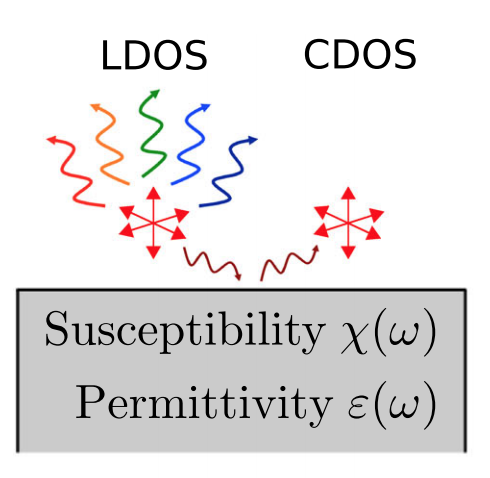 LDOS CDOS
Susceptibility χ(ω)
Permittivity ε(ω)